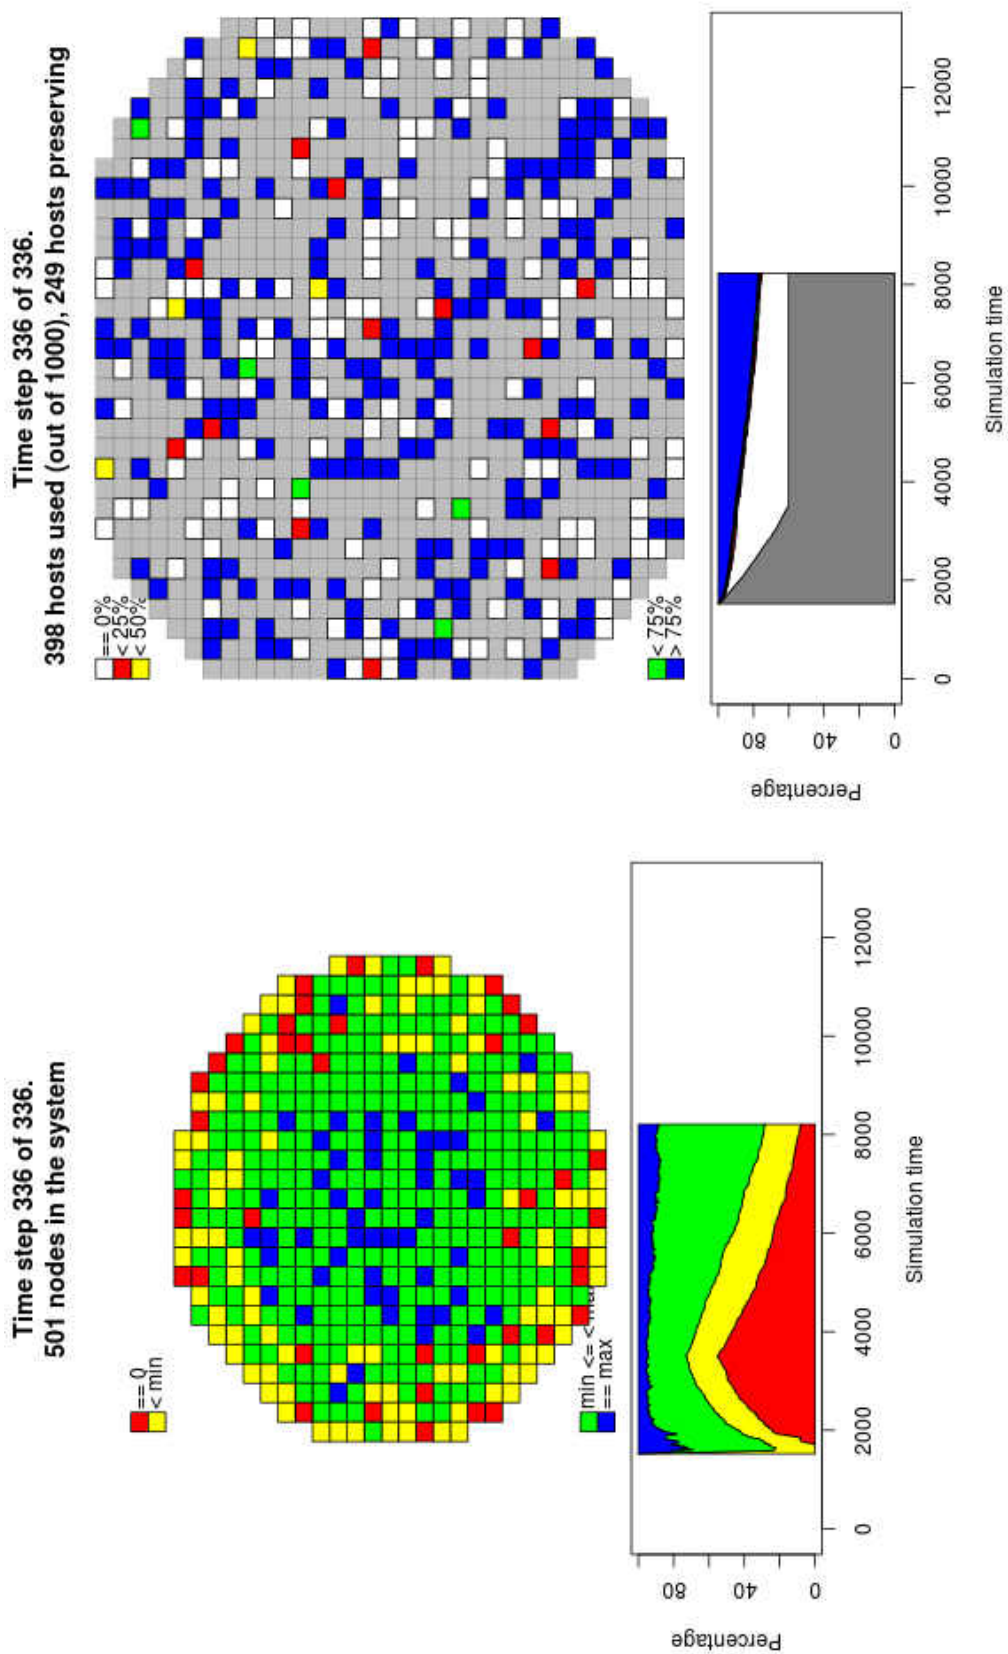 Time step 336 of 336.
501 nodes in the system
== 0
< min
min <= <
== max
Percentage
0
40
80
0
2000
4000
6000
8000
10000
12000
Simulation time
Time step 336 of 336.
398 hosts used (out of 1000), 249 hosts preserving
== 0%
< 25%
< 50%
< 75%
> 75%
Percentage
0
40
80
0
2000
4000
6000
8000
10000
12000
Simulation time